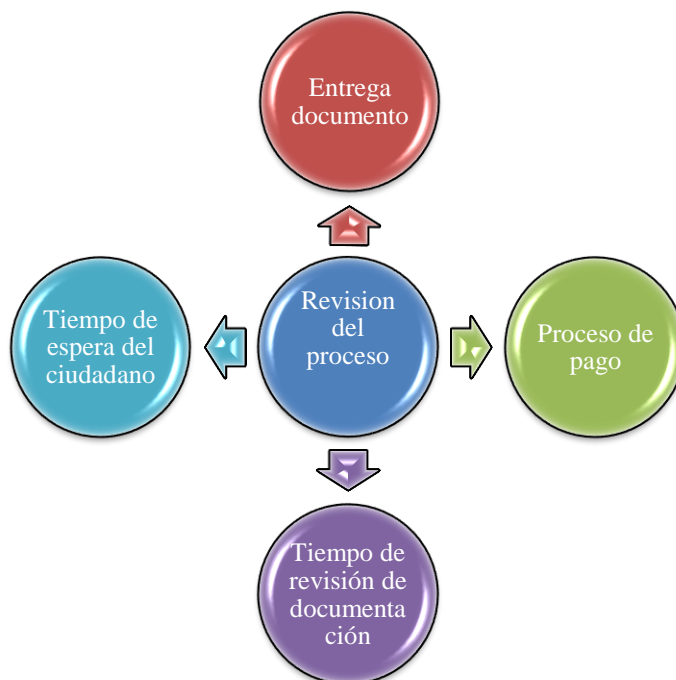 Entrega
documento
Tiempo de
espera del
ciudadano
Revision
del
proceso
Proceso de
pago
Tiempo de
revisión de
documenta
ción